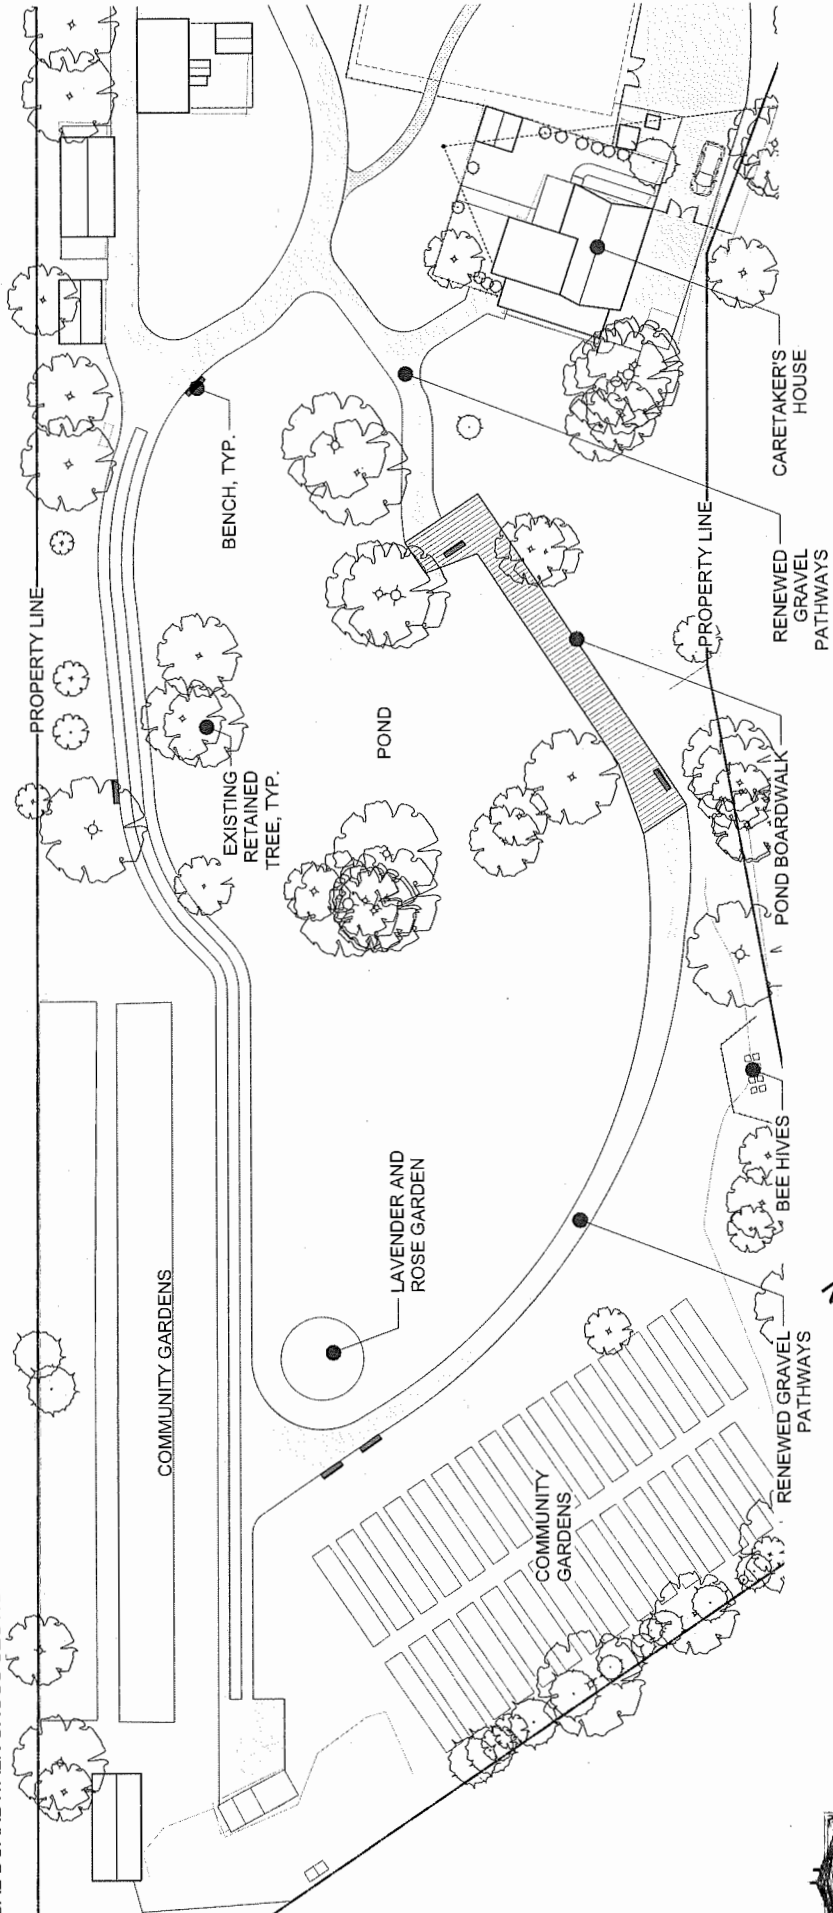 PROPERTY LINE
BENCH, TYP.
EXISTING
RETAINED
TREE, TYP.
POND
COMMUNITY GARDENS
LAVENDER AND
ROSE GARDEN
COMMUNITY
GARDENS
CARETAKER'S
HOUSE
RENEWED
GRAVEL
PATHWAYS
PROPERTY LINE
POND BOARDWALK
BEE HIVES
RENEWED GRAVEL
PATHWAYS